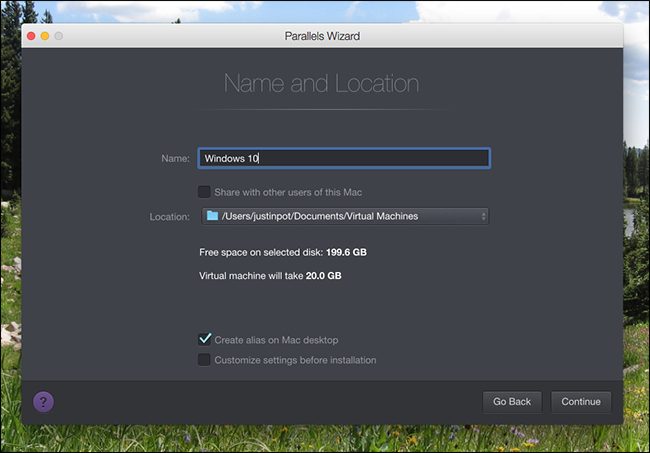 Parallels Wizard
Name and Location
Name: Windows 10
Share with other users of this Mac
Location: /Users/justinpot/Documents/Virtual Machines
Free space on selected disk: 199.6 GB
Virtual machine will take 20.0 GB
Create alias on Mac desktop
Customize settings before installation
? Go Back Continue